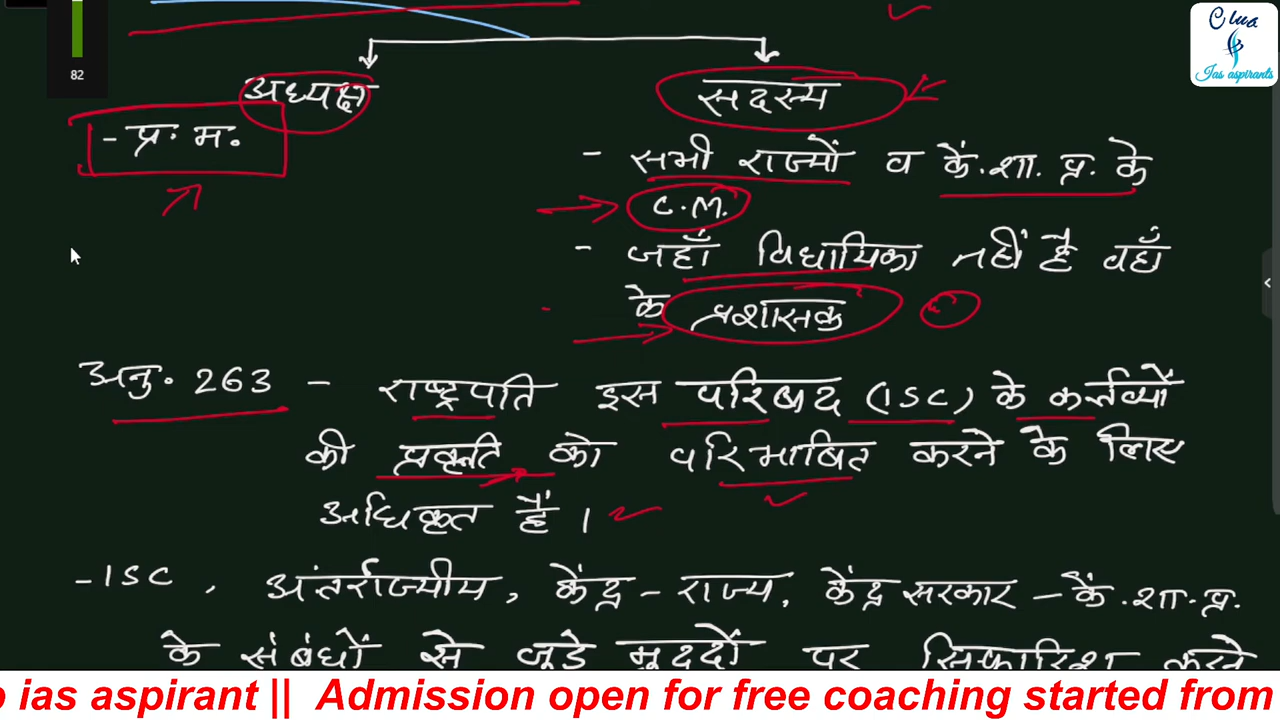 Clue
Ias aspirants
82
अध्यक्ष
सदस्य
- प्र. म.
- सभी राज्यों व कें.शा.प्र. के
C.M.
- जहाँ विधायिका नहीं है वहाँ
के प्रशासक
अनु. 263 - राष्ट्रपति इस परिषद (ISC) के कर्त्तव्यों
की प्रकृति को परिभाषित करने के लिए
अधिकृत हैं।
- ISC, अंतर्राज्यीय, केंद्र - राज्य, केंद्र सरकार - कें.शा.प्र.
के संबंधों से जुड़े मुद्दों पर सिफारिश करने
ias aspirant || Admission open for free coaching started from